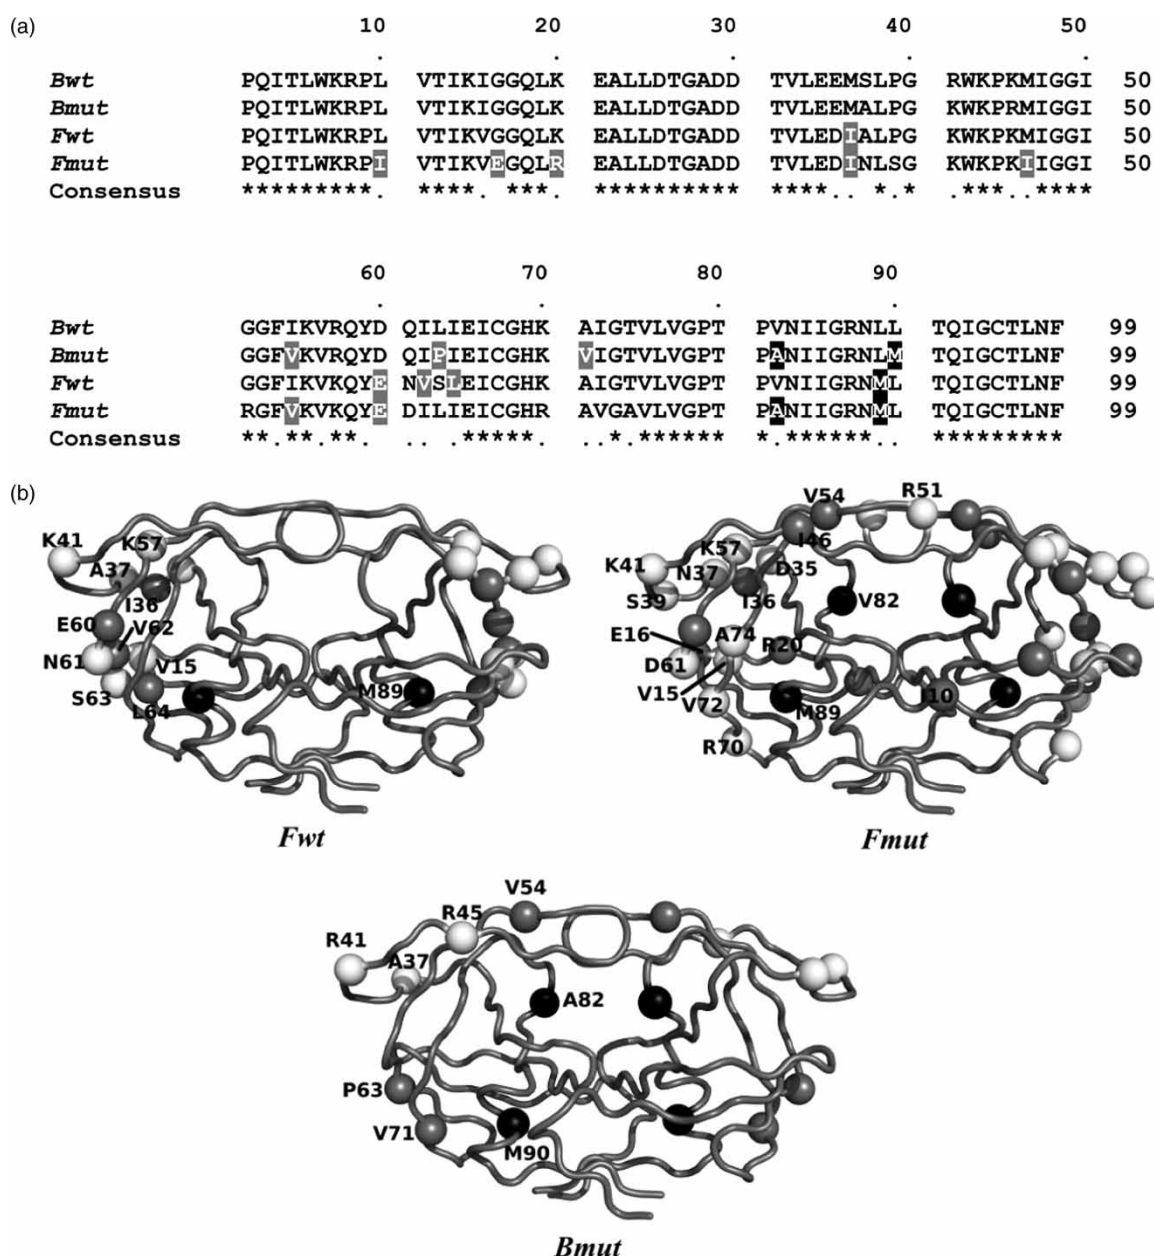 (a)
10 20 30 40 50
. . . . .
Bwt PQITLWKRPL VTIKIGGQLK EALLDTGADD TVLEEMSLPG RWKPKMIGGI 50
Bmut PQITLWKRPL VTIKIGGQLK EALLDTGADD TVLEEMALPG RWKPRMIGGI 50
Fwt PQITLWKRPL VTIKVGGQLK EALLDTGADD TVLEDIALPG KWKPKMIGGI 50
Fmut PQITLWKRPI VTIKVEGQLR EALLDTGADD TVLEDINLSG KWKPKIIGGI 50
Consensus *********. ****. ***. ********** ****.. *.* .***..****
60 70 80 90
. . . .
Bwt GGFIKVRQYD QILIEICGHK AIGTVLVGPT PVNIIGRNLL TQIGCTLNF 99
Bmut GGFVKVRQYD QIPIEICGHK VIGTVLVGPT PANIIGRNLM TQIGCTLNF 99
Fwt GGFIKVKQYE NVSLEICGHK AIGTVLVGPT PVNIIGRNML TQIGCTLNF 99
Fmut RGFVKVKQYE DILIEICGHR AVGAVLVGPT PANIIGRNML TQIGCTLNF 99
Consensus **.**.**. .. .*****. ..*.****** *.******.. *********
(b)
K41 K57 A37 I36 E60 V62 N61 V15 S63 L64 M89
Fwt
V54 R51 I46 K41 K57 N37 D35 S39 I36 V82 E16 A74 R20 D61 V15 V72 M89 I10 R70
Fmut
V54 R45 R41 A37 A82 P63 V71 M90
Bmut